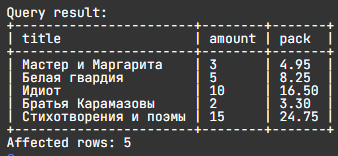 Query result:
+-----------------------+--------+-------+
| title                 | amount | pack  |
+-----------------------+--------+-------+
| Мастер и Маргарита    | 3      | 4.95  |
| Белая гвардия         | 5      | 8.25  |
| Идиот                 | 10     | 16.50 |
| Братья Карамазовы     | 2      | 3.30  |
| Стихотворения и поэмы | 15     | 24.75 |
+-----------------------+--------+-------+
Affected rows: 5